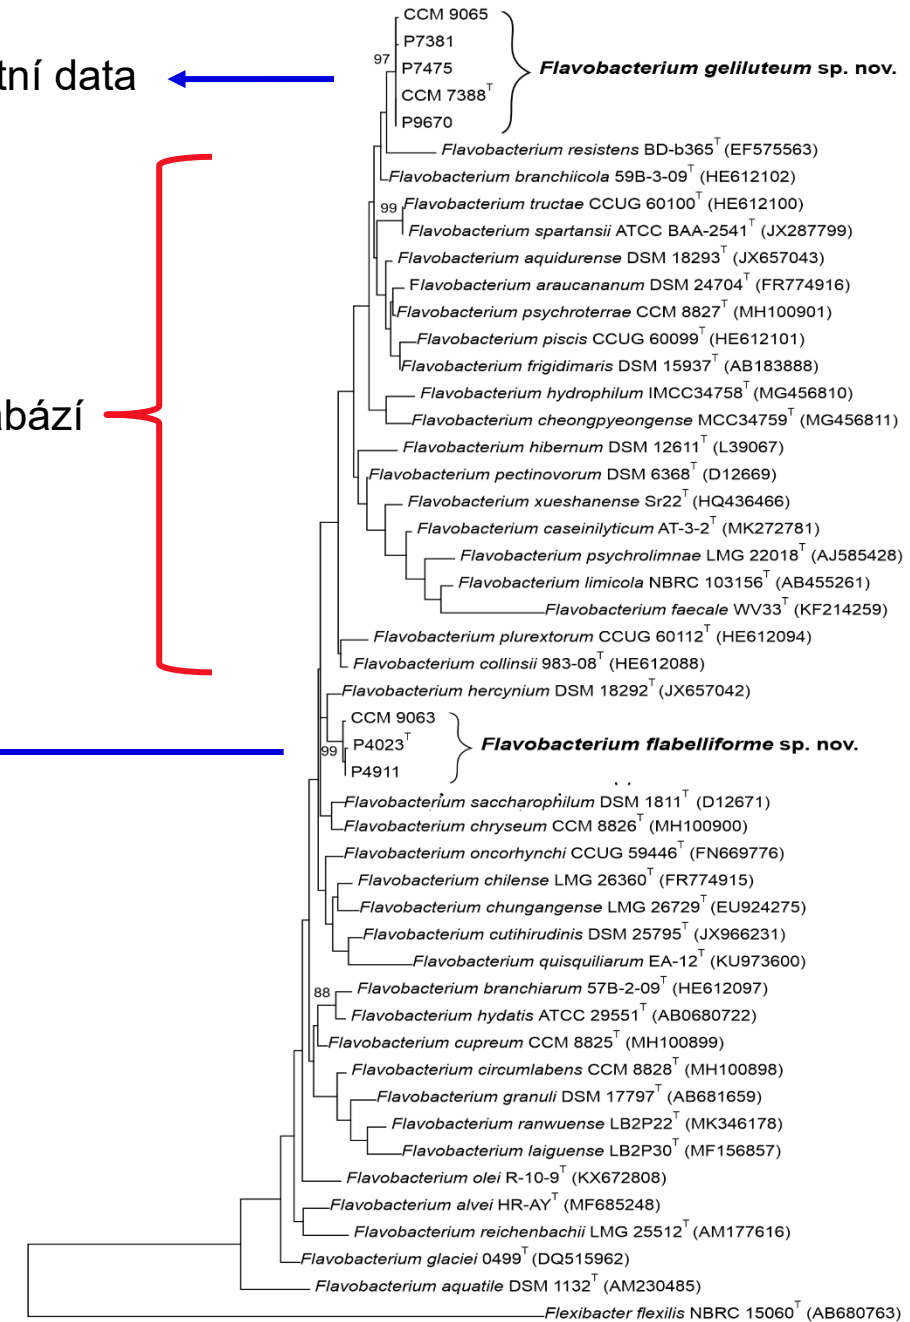 CCM 9065
P7381
97
P7475
tní data
Flavobacterium geliluteum sp. nov.
CCM 7388T
P9670
Flavobacterium resistens BD-b365T (EF575563)
Flavobacterium branchiicola 59B-3-09T (HE612102)
99
Flavobacterium tructae CCUG 60100T (HE612100)
Flavobacterium spartansii ATCC BAA-2541T (JX287799)
Flavobacterium aquidurense DSM 18293T (JX657043)
Flavobacterium araucananum DSM 24704T (FR774916)
Flavobacterium psychroterrae CCM 8827T (MH100901)
Flavobacterium piscis CCUG 60099T (HE612101)
Flavobacterium frigidimaris DSM 15937T (AB183888)
Flavobacterium hydrophilum IMCC34758T (MG456810)
abází
Flavobacterium cheongpyeongense MCC34759T (MG456811)
Flavobacterium hibernum DSM 12611T (L39067)
Flavobacterium pectinovorum DSM 6368T (D12669)
Flavobacterium xueshanense Sr22T (HQ436466)
Flavobacterium caseinilyticum AT-3-2T (MK272781)
Flavobacterium psychrolimnae LMG 22018T (AJ585428)
Flavobacterium limicola NBRC 103156T (AB455261)
Flavobacterium faecale WV33T (KF214259)
Flavobacterium plurextorum CCUG 60112T (HE612094)
Flavobacterium collinsii 983-08T (HE612088)
Flavobacterium hercynium DSM 18292T (JX657042)
CCM 9063
99
P4023T
Flavobacterium flabelliforme sp. nov.
P4911
Flavobacterium saccharophilum DSM 1811T (D12671)
Flavobacterium chryseum CCM 8826T (MH100900)
Flavobacterium oncorhynchi CCUG 59446T (FN669776)
Flavobacterium chilense LMG 26360T (FR774915)
Flavobacterium chungangense LMG 26729T (EU924275)
Flavobacterium cutihirudinis DSM 25795T (JX966231)
Flavobacterium quisquiliarum EA-12T (KU973600)
88
Flavobacterium branchiarum 57B-2-09T (HE612097)
Flavobacterium hydatis ATCC 29551T (AB0680722)
Flavobacterium cupreum CCM 8825T (MH100899)
Flavobacterium circumlabens CCM 8828T (MH100898)
Flavobacterium granuli DSM 17797T (AB681659)
Flavobacterium ranwuense LB2P22T (MK346178)
Flavobacterium laiguense LB2P30T (MF156857)
Flavobacterium olei R-10-9T (KX672808)
Flavobacterium alvei HR-AYT (MF685248)
Flavobacterium reichenbachii LMG 25512T (AM177616)
Flavobacterium glaciei 0499T (DQ515962)
Flavobacterium aquatile DSM 1132T (AM230485)
Flexibacter flexilis NBRC 15060T (AB680763)